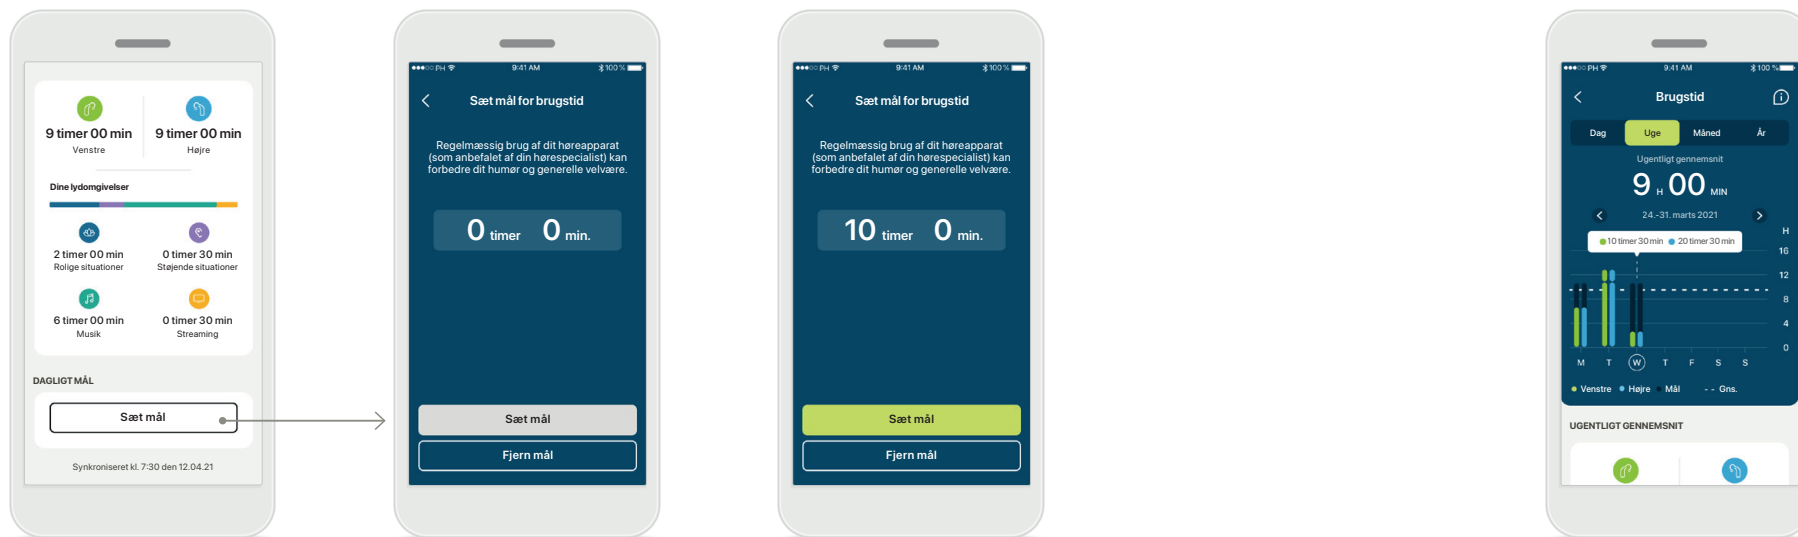 9 timer 00 min
Venstre
9 timer 00 min
Højre
Dine lydomgivelser
2 timer 00 min
Rolige situationer
0 timer 30 min
Støjende situationer
6 timer 00 min
Musik
0 timer 30 min
Streaming
DAGLIGT MÅL
Sæt mål
Synkroniseret kl. 7:30 den 12.04.21
PH 9:41 AM 100 %
Sæt mål for brugstid
Regelmæssig brug af dit høreapparat
(som anbefalet af din hørespecialist) kan
forbedre dit humør og generelle velvære.
0 timer 0 min.
Sæt mål
Fjern mål
PH 9:41 AM 100 %
Sæt mål for brugstid
Regelmæssig brug af dit høreapparat
(som anbefalet af din hørespecialist) kan
forbedre dit humør og generelle velvære.
10 timer 0 min.
Sæt mål
Fjern mål
PH 9:41 AM 100 %
Brugstid
Dag Uge Måned År
Ugentligt gennemsnit
9 H 00 MIN
24.-31. marts 2021
H
10 timer 30 min 20 timer 30 min
16
12
8
4
0
M T W T F S S
Venstre Højre Mål - - Gns.
UGENTLIGT GENNEMSNIT